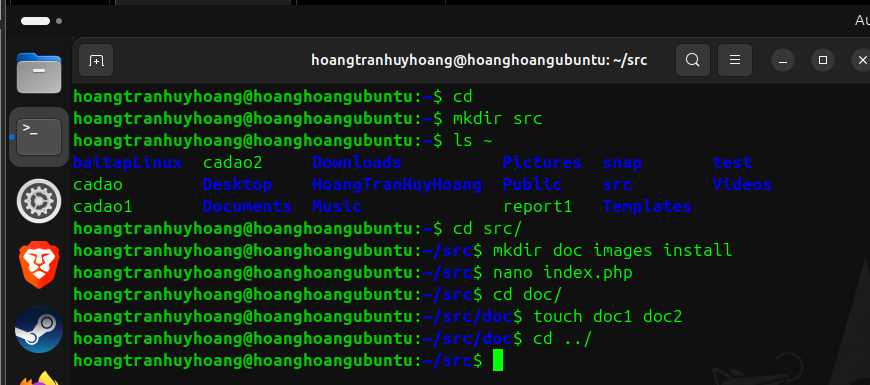 Au
hoangtranhuyhoang@hoanghoangubuntu: ~/src
hoangtranhuyhoang@hoanghoangubuntu:~$ cd
hoangtranhuyhoang@hoanghoangubuntu:~$ mkdir src
hoangtranhuyhoang@hoanghoangubuntu:~$ ls ~
baitapLinux cadao2 Downloads Pictures snap test
cadao Desktop HoangTranHuyHoang Public src Videos
cadao1 Documents Music report1 Templates
hoangtranhuyhoang@hoanghoangubuntu:~$ cd src/
hoangtranhuyhoang@hoanghoangubuntu:~/src$ mkdir doc images install
hoangtranhuyhoang@hoanghoangubuntu:~/src$ nano index.php
hoangtranhuyhoang@hoanghoangubuntu:~/src$ cd doc/
hoangtranhuyhoang@hoanghoangubuntu:~/src/doc$ touch doc1 doc2
hoangtranhuyhoang@hoanghoangubuntu:~/src/doc$ cd ../
hoangtranhuyhoang@hoanghoangubuntu:~/src$